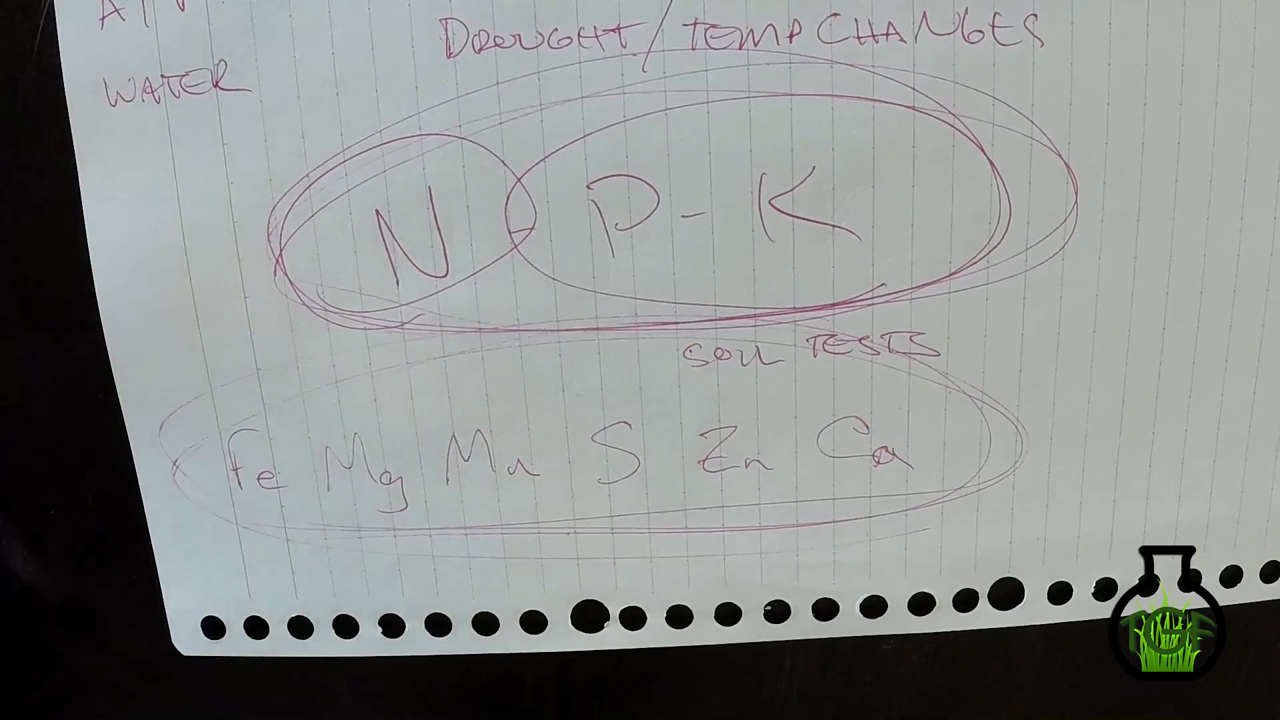 DROUGHT/TEMP CHANGES
WATER
N P-K
SOIL TESTS
Fe Mg Mn S Zn Ca